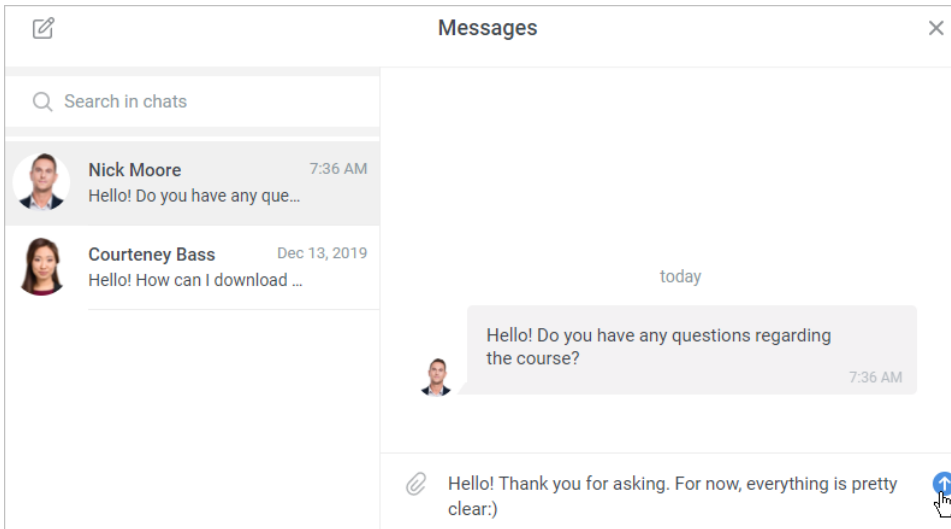 Messages
Search in chats
Nick Moore 7:36 AM
Hello! Do you have any que...
Courteney Bass Dec 13, 2019
Hello! How can I download ...
today
Hello! Do you have any questions regarding
the course?
7:36 AM
Hello! Thank you for asking. For now, everything is pretty
clear:)